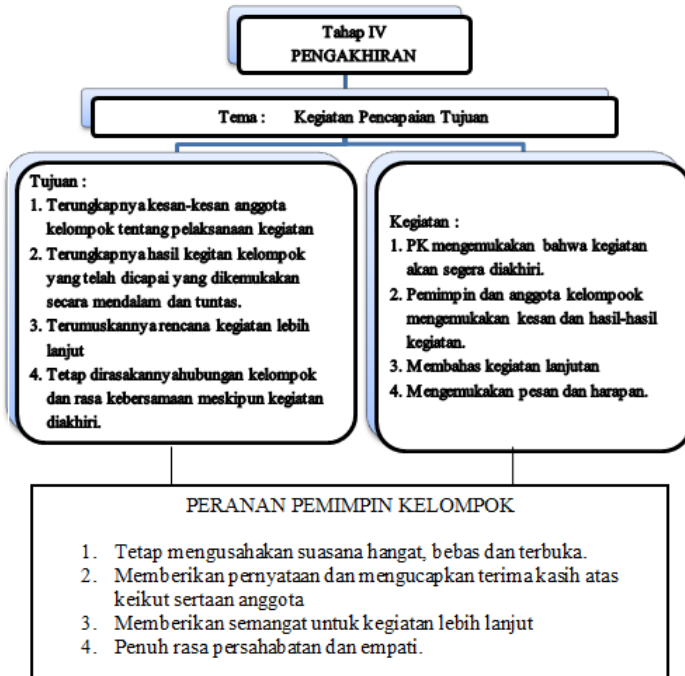 Tahap IV
PENGAKHIRAN
Tema : Kegiatan Pencapaian Tujuan
Tujuan :
1. Terungkapnya kesan-kesan anggota
kelompok tentang pelaksanaan kegiatan
2. Terungkapnya hasil kegitan kelompok
yang telah dicapai yang dikemukakan
secara mendalam dan tuntas.
3. Terumuskannya rencana kegiatan lebih
lanjut
4. Tetap dirasakannya hubungan kelompok
dan rasa kebersamaan meskipun kegiatan
diakhiri.
Kegiatan :
1. PK mengemukakan bahwa kegiatan
akan segera diakhiri.
2. Pemimpin dan anggota kelompook
mengemukakan kesan dan hasil-hasil
kegiatan.
3. Membahas kegiatan lanjutan
4. Mengemukakan pesan dan harapan.
PERANAN PEMIMPIN KELOMPOK
1. Tetap mengusahakan suasana hangat, bebas dan terbuka.
2. Memberikan pernyataan dan mengucapkan terima kasih atas
keikut sertaan anggota
3. Memberikan semangat untuk kegiatan lebih lanjut
4. Penuh rasa persahabatan dan empati.